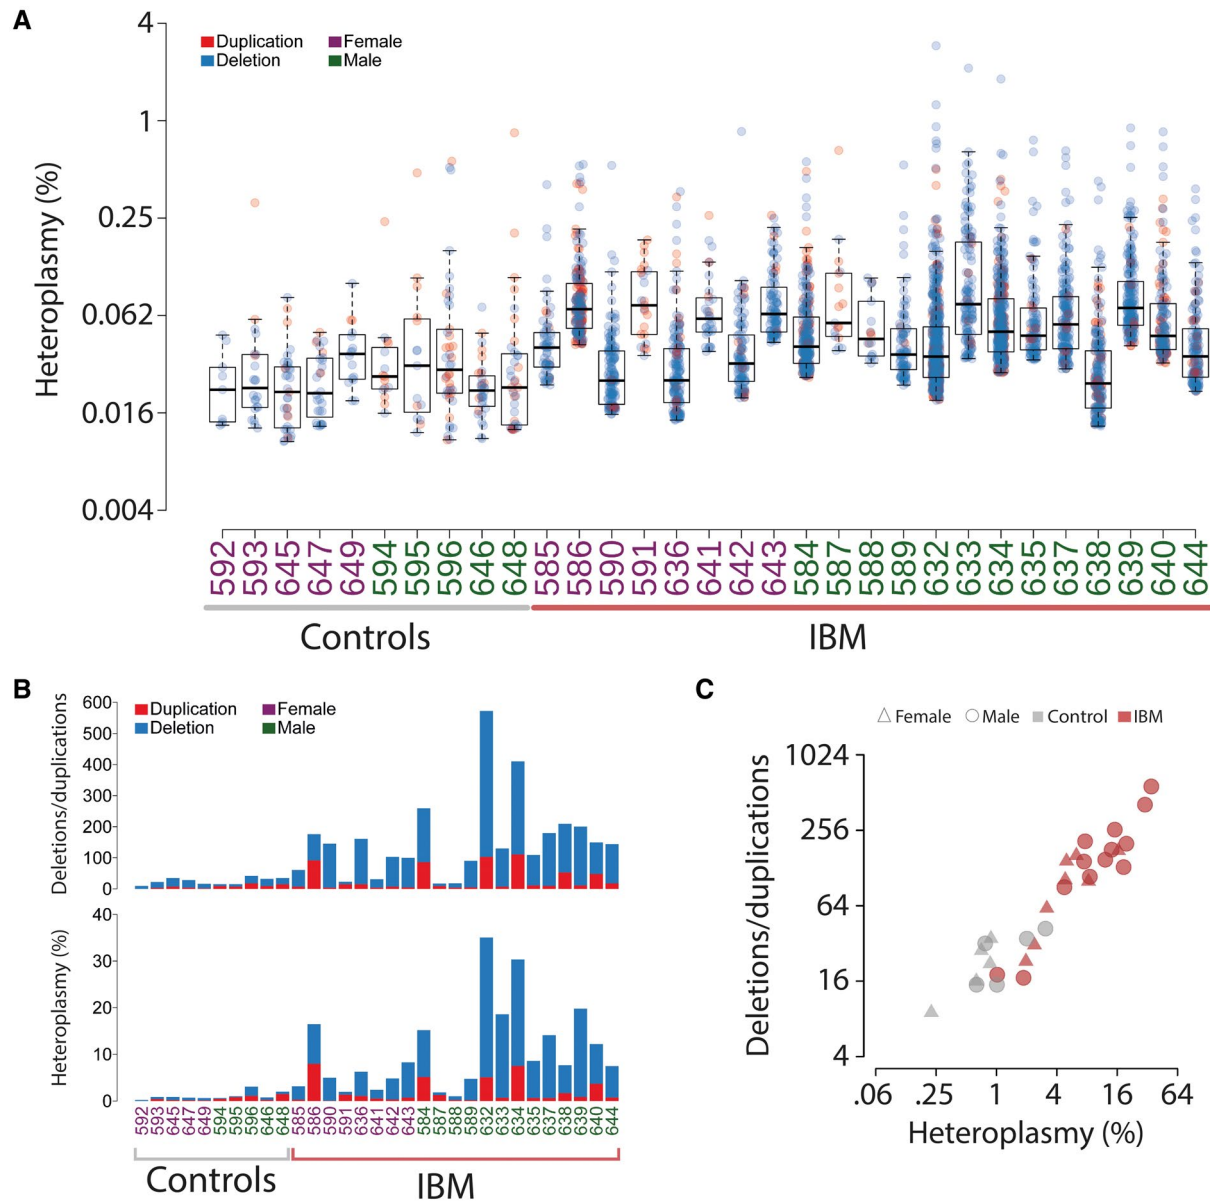 A
4
1
0.25
0.062
0.016
0.004
Heteroplasmy (%)
Duplication Female
Deletion Male
592 593 645 647 649 594 595 596 646 648 585 586 590 591 636 641 642 643 584 587 588 589 632 633 634 635 637 638 639 640 644
Controls IBM
B
Duplication Female
Deletion Male
600
500
400
300
200
100
0
Deletions/duplications
40
30
20
10
0
Heteroplasmy (%)
592 593 645 647 649 594 595 596 646 648 585 586 590 591 636 641 642 643 584 587 588 589 632 633 634 635 637 638 639 640 644
Controls IBM
C
Female Male Control IBM
1024
256
64
16
4
Deletions/duplications
.06 .25 1 4 16 64
Heteroplasmy (%)